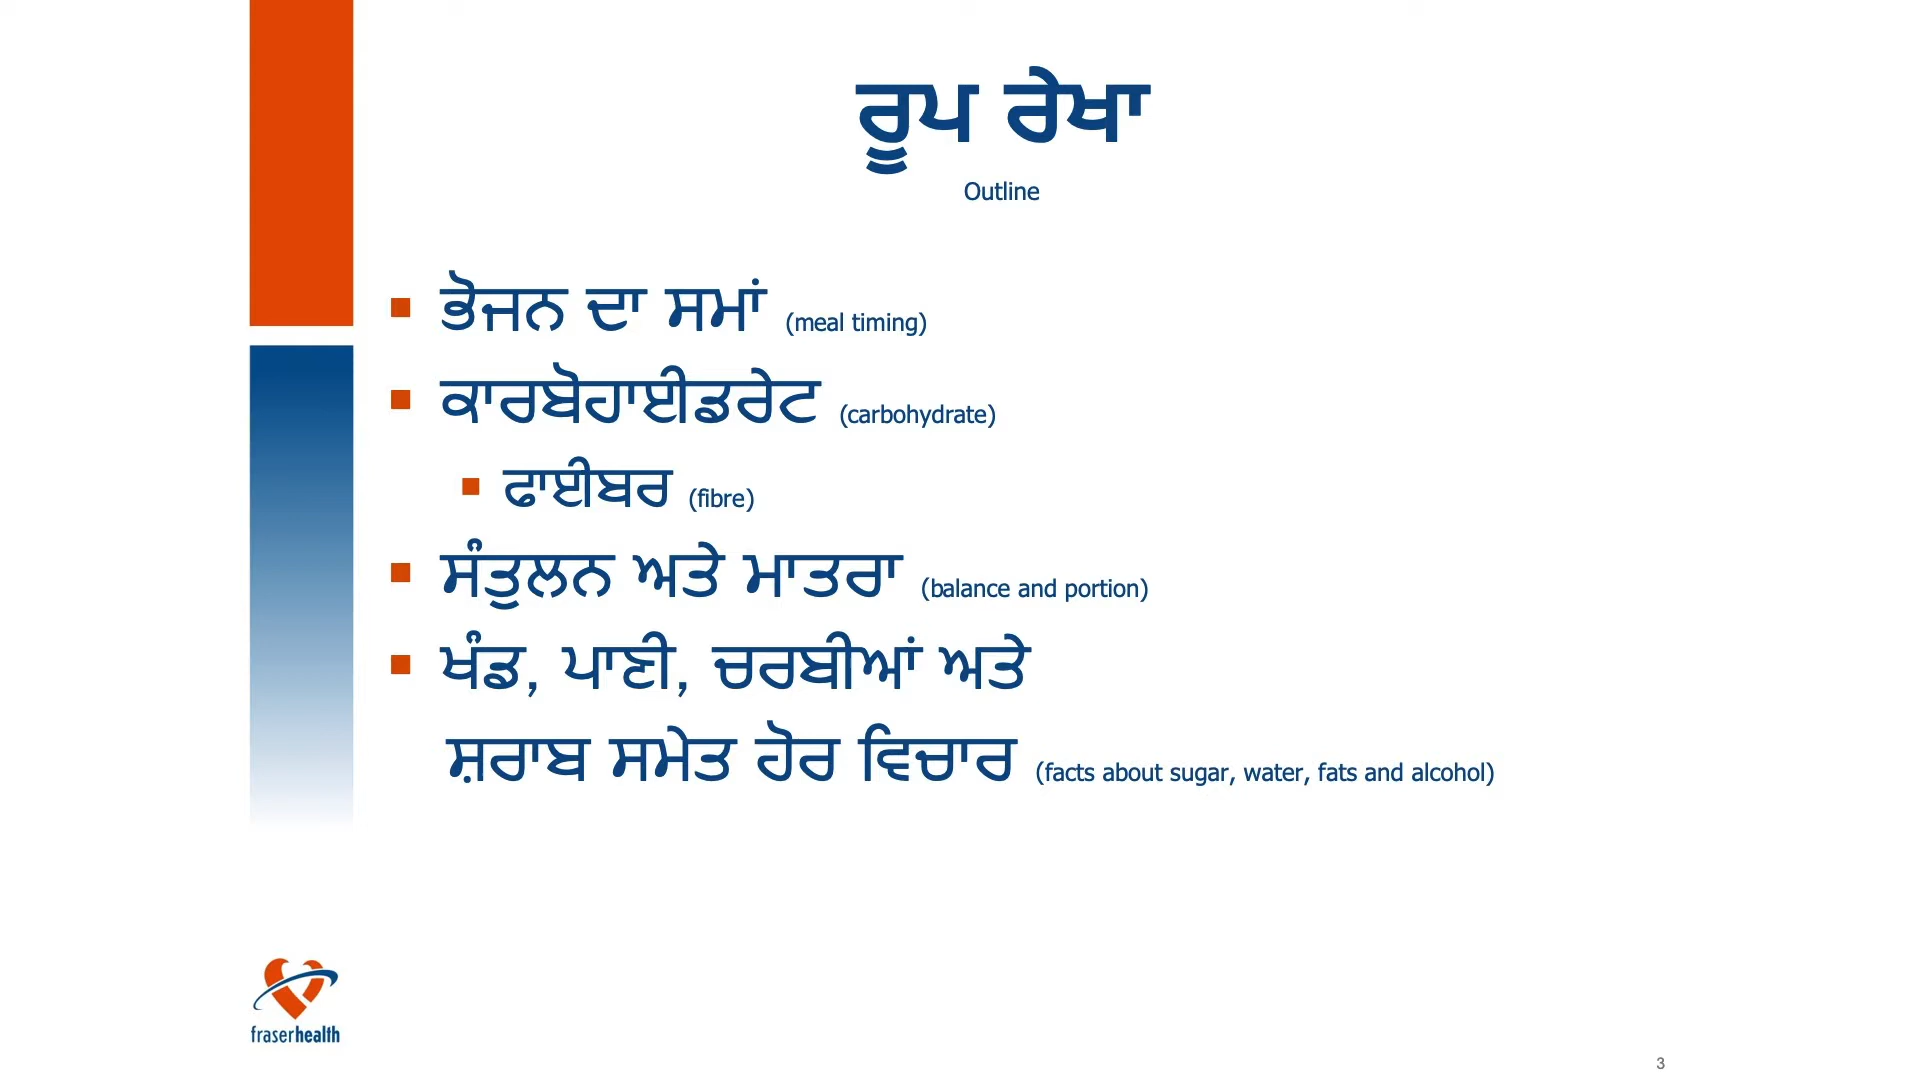 ਰੂਪ ਰੇਖਾ
Outline
ਭੋਜਨ ਦਾ ਸਮਾਂ (meal timing)
ਕਾਰਬੋਹਾਈਡਰੇਟ (carbohydrate)
ਫਾਈਬਰ (fibre)
ਸੰਤੁਲਨ ਅਤੇ ਮਾਤਰਾ (balance and portion)
ਖੰਡ, ਪਾਣੀ, ਚਰਬੀਆਂ ਅਤੇ
ਸ਼ਰਾਬ ਸਮੇਤ ਹੋਰ ਵਿਚਾਰ (facts about sugar, water, fats and alcohol)
fraserhealth
3